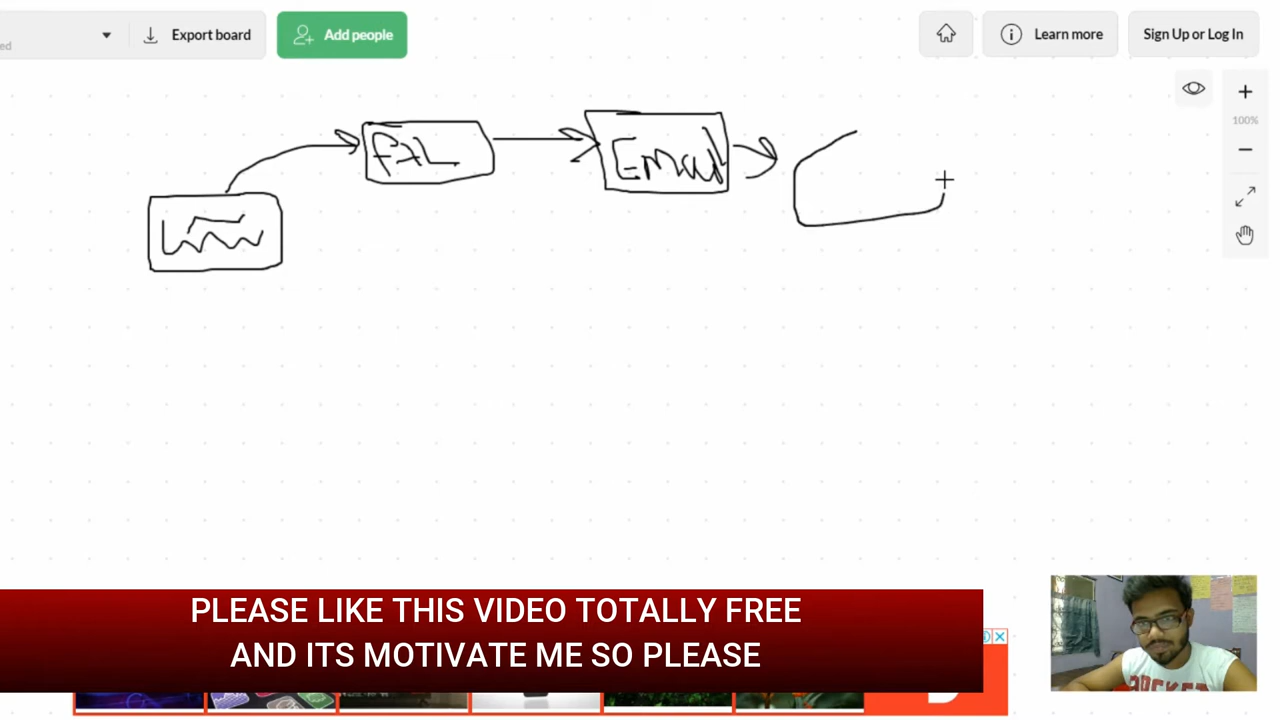 ed
Export board
Add people
Learn more
Sign Up or Log In
100%
Email
PLEASE LIKE THIS VIDEO TOTALLY FREE
AND ITS MOTIVATE ME SO PLEASE